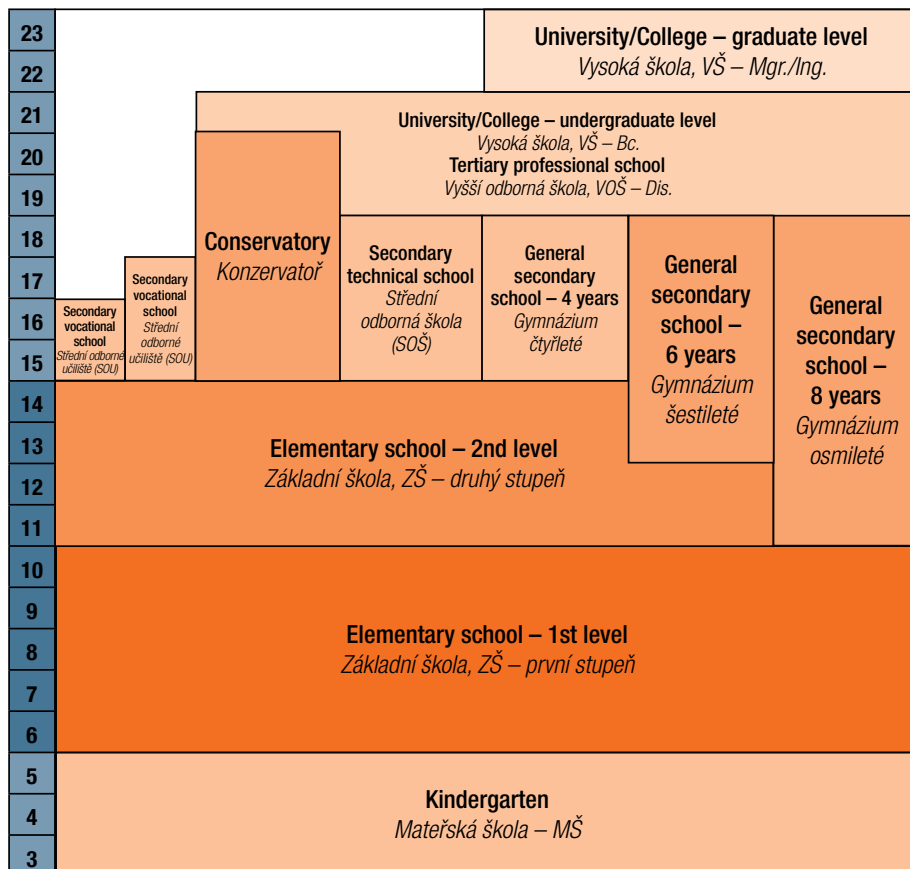 23
22
21
20
19
18
17
16
15
14
13
12
11
10
9
8
7
6
5
4
3
University/College – graduate level
Vysoká škola, VŠ – Mgr./Ing.
University/College – undergraduate level
Vysoká škola, VŠ – Bc.
Tertiary professional school
Vyšší odborná škola, VOŠ – Dis.
Secondary
vocational
school
Střední odborné
učiliště (SOU)
Secondary
vocational
school
Střední
odborné
učiliště (SOU)
Conservatory
Konzervatoř
Secondary
technical school
Střední
odborná škola
(SOŠ)
General
secondary
school – 4 years
Gymnázium
čtyřleté
General
secondary
school –
6 years
Gymnázium
šestileté
General
secondary
school –
8 years
Gymnázium
osmileté
Elementary school – 2nd level
Základní škola, ZŠ – druhý stupeň
Elementary school – 1st level
Základní škola, ZŠ – první stupeň
Kindergarten
Mateřská škola – MŠ